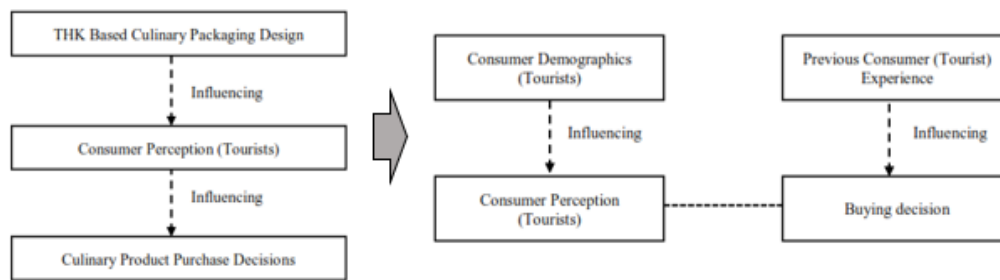 THK Based Culinary Packaging Design
Influencing
Consumer Perception (Tourists)
Influencing
Culinary Product Purchase Decisions
Consumer Demographics
(Tourists)
Influencing
Consumer Perception
(Tourists)
Previous Consumer (Tourist)
Experience
Influencing
Buying decision